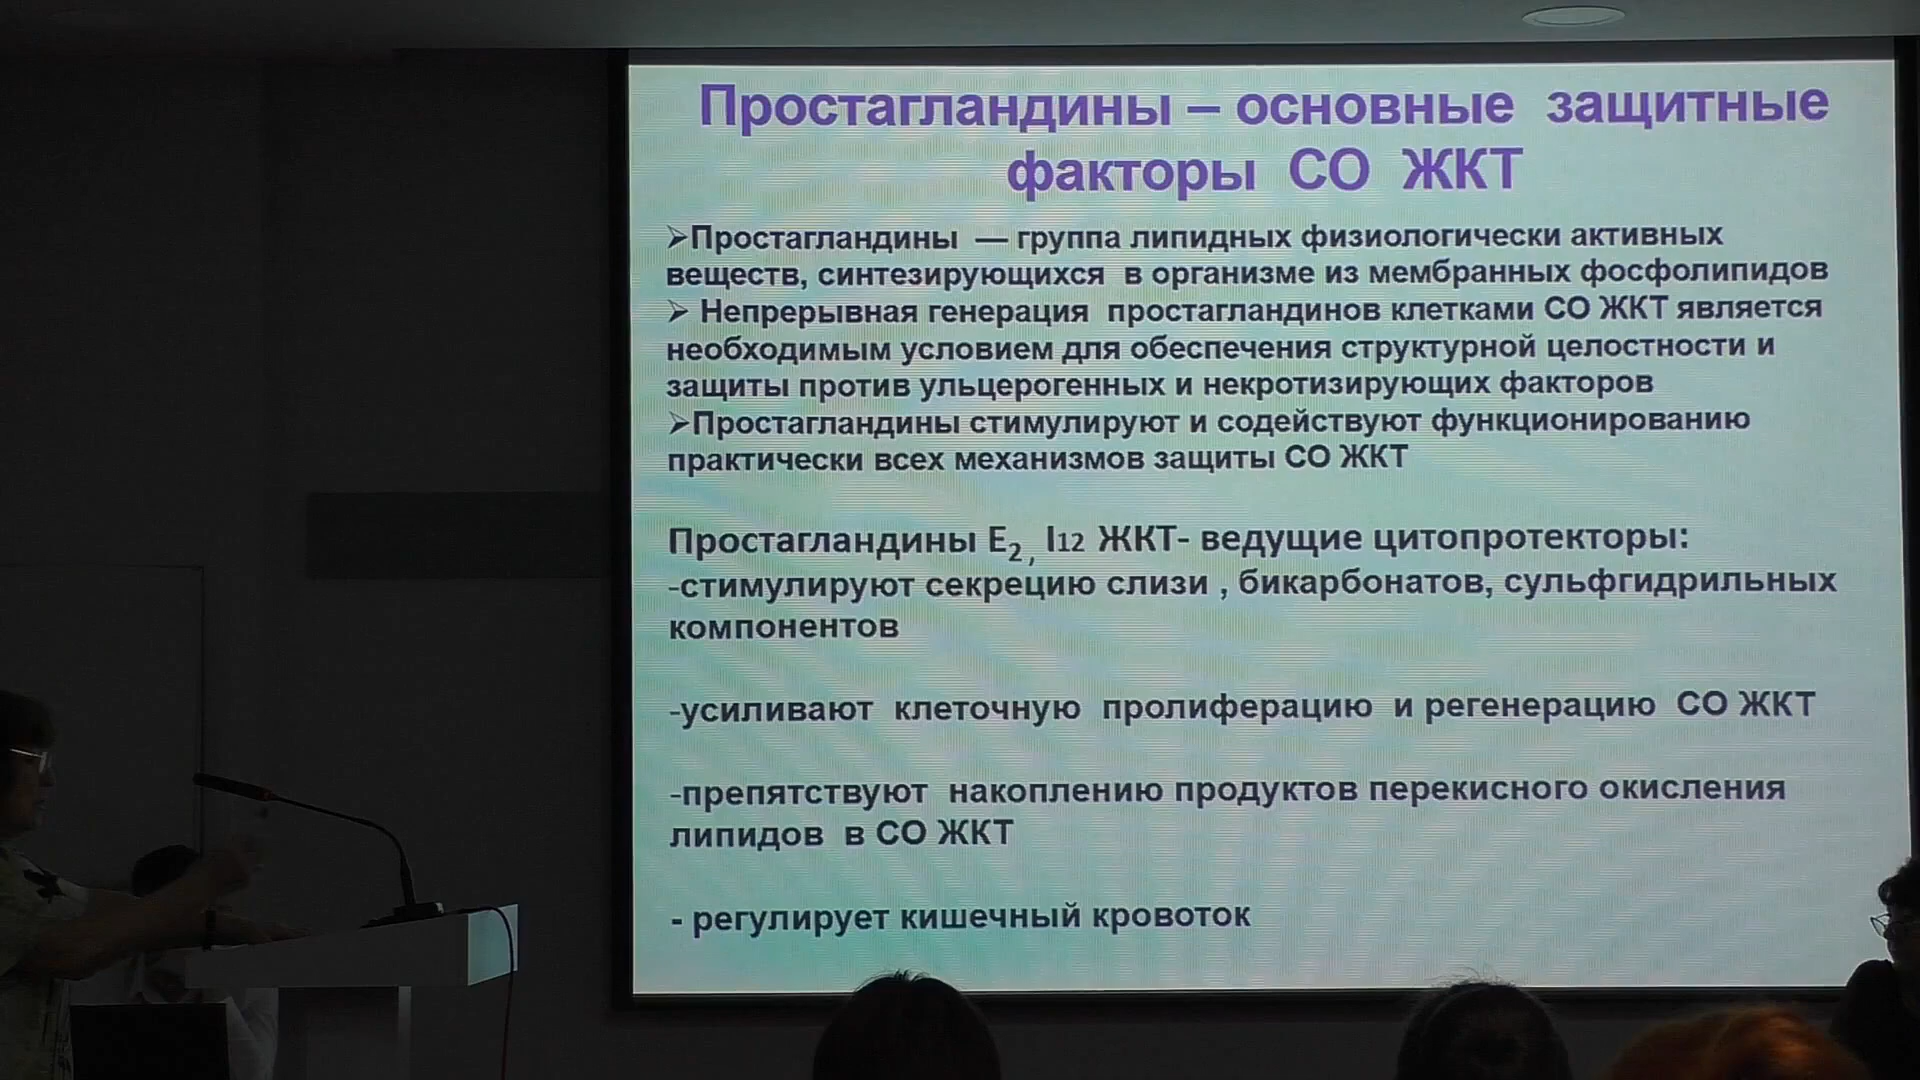 Простагландины – основные защитные
факторы СО ЖКТ
➢Простагландины — группа липидных физиологически активных
веществ, синтезирующихся в организме из мембранных фосфолипидов
➢ Непрерывная генерация простагландинов клетками СО ЖКТ является
необходимым условием для обеспечения структурной целостности и
защиты против ульцерогенных и некротизирующих факторов
➢Простагландины стимулируют и содействуют функционированию
практически всех механизмов защиты СО ЖКТ
Простагландины E2, I12 ЖКТ- ведущие цитопротекторы:
-стимулируют секрецию слизи , бикарбонатов, сульфгидрильных
компонентов
-усиливают клеточную пролиферацию и регенерацию СО ЖКТ
-препятствуют накоплению продуктов перекисного окисления
липидов в СО ЖКТ
- регулирует кишечный кровоток